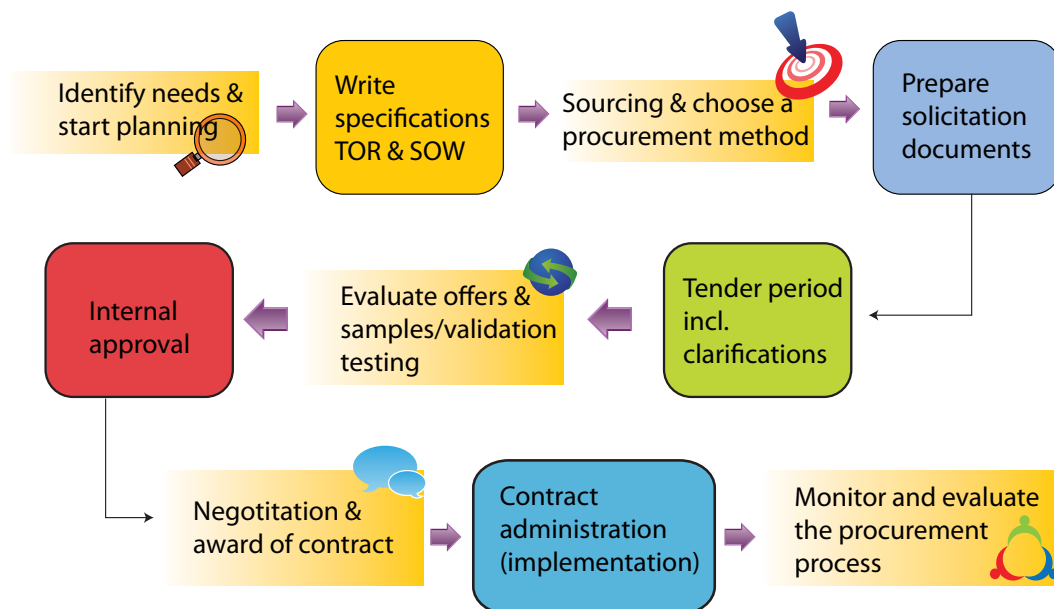 Identify needs &
start planning
Write
specifications
TOR & SOW
Sourcing & choose a
procurement method
Prepare
solicitation
documents
Tender period
incl.
clarifications
Evaluate offers &
samples/validation
testing
Internal
approval
Negotitation &
award of contract
Contract
administration
(implementation)
Monitor and evaluate
the procurement
process